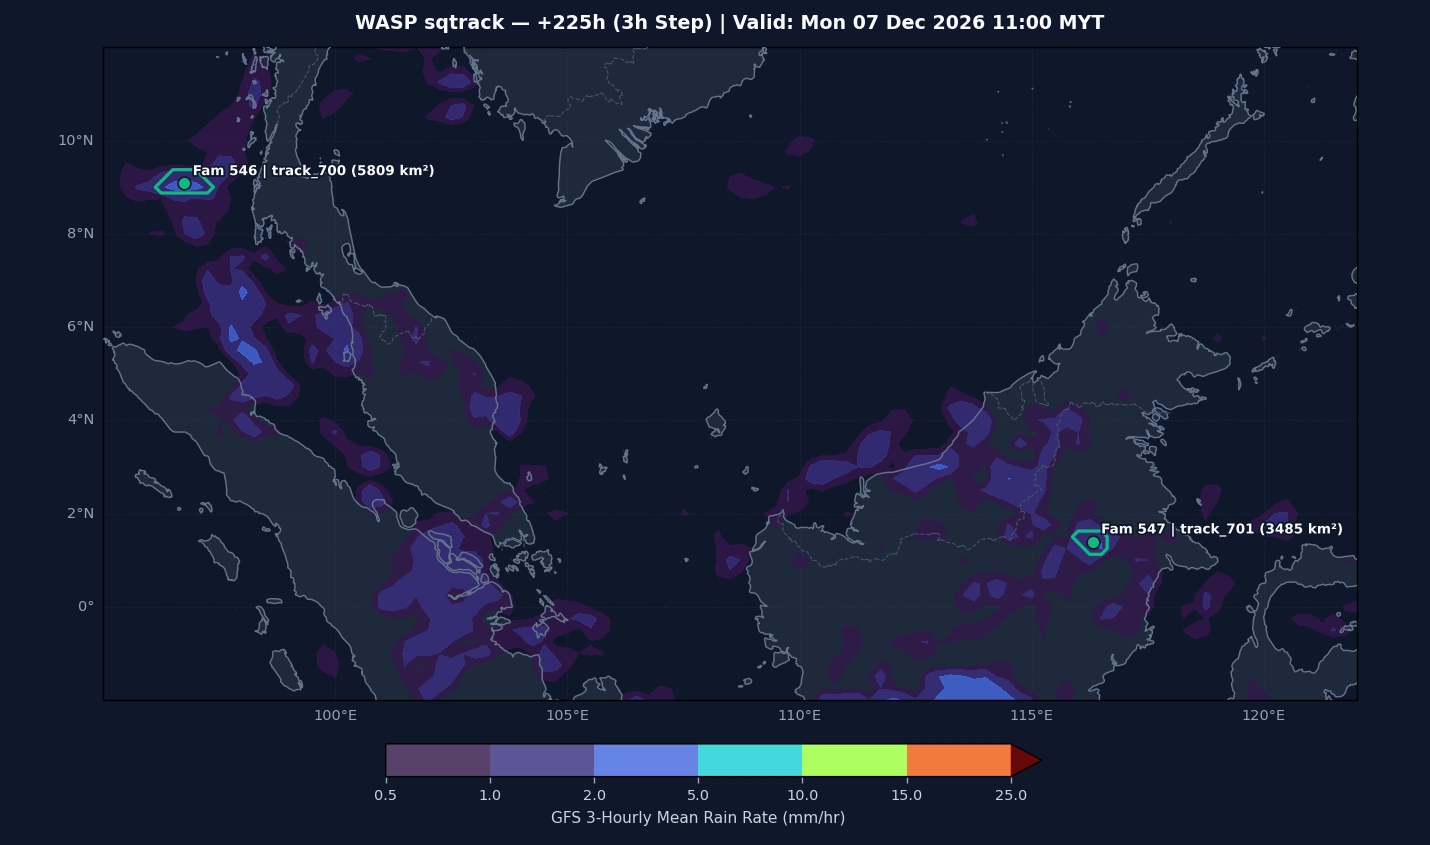 WASP sqtrack — +225h (3h Step) | Valid: Mon 07 Dec 2026 11:00 MYT
10°N
Fam 546 | track_700 (5809 km²)
8°N
6°N
4°N
2°N
Fam 547 | track_701 (3485 km²)
0°
100°E 105°E 110°E 115°E 120°E
0.5 1.0 2.0 5.0 10.0 15.0 25.0
GFS 3-Hourly Mean Rain Rate (mm/hr)